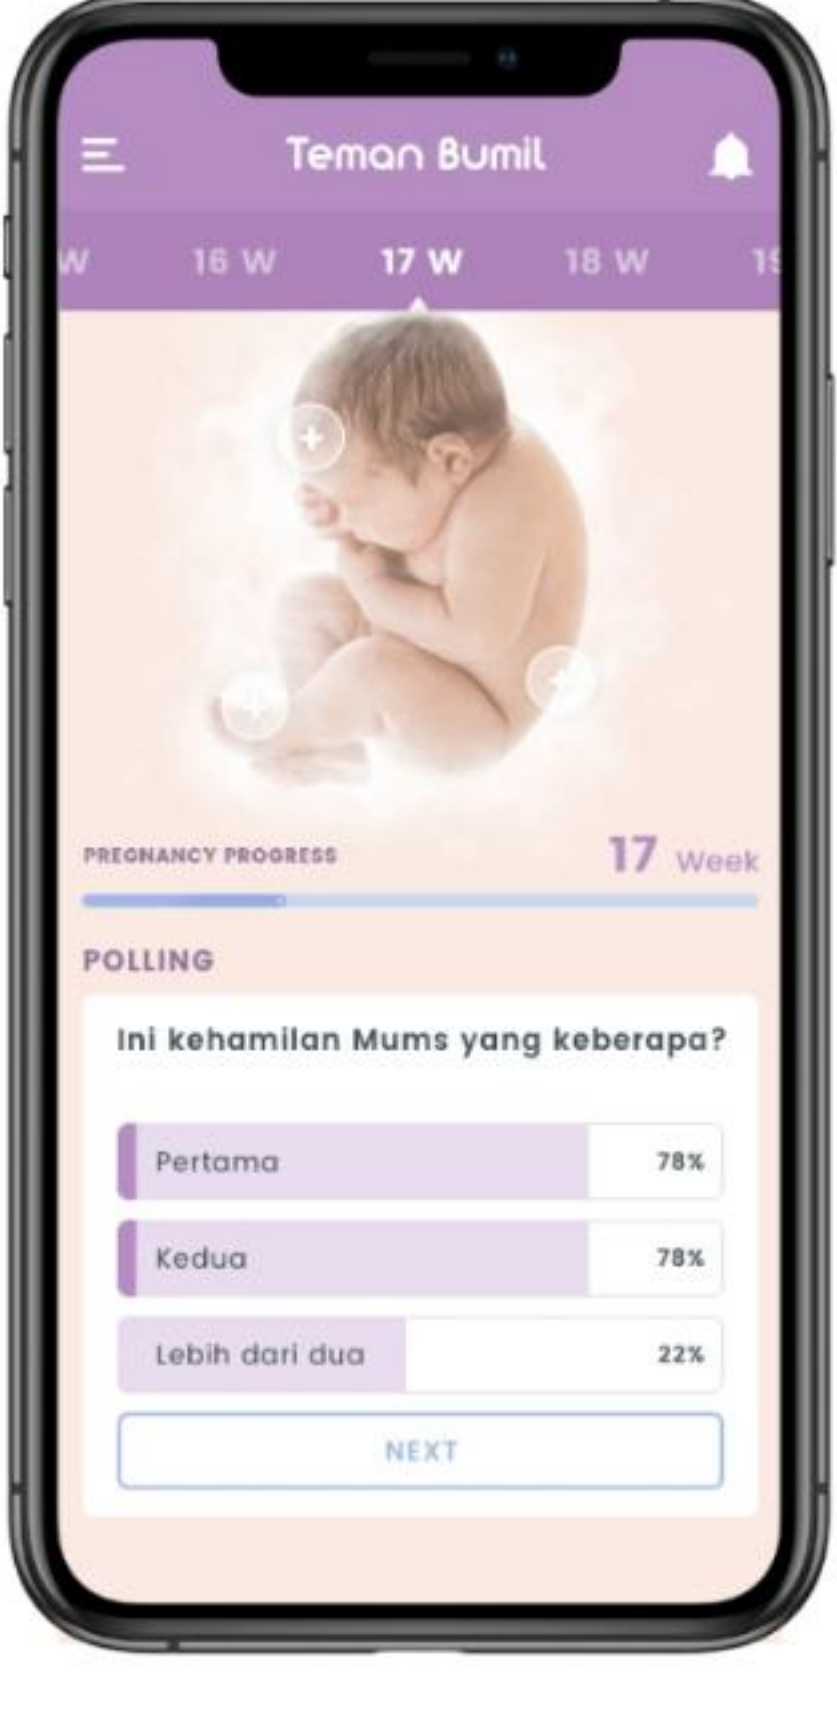 Teman Bumil
W 16 W 17 W 18 W 19
PREGNANCY PROGRESS 17 Week
POLLING
Ini kehamilan Mums yang keberapa?
Pertama 78%
Kedua 78%
Lebih dari dua 22%
NEXT